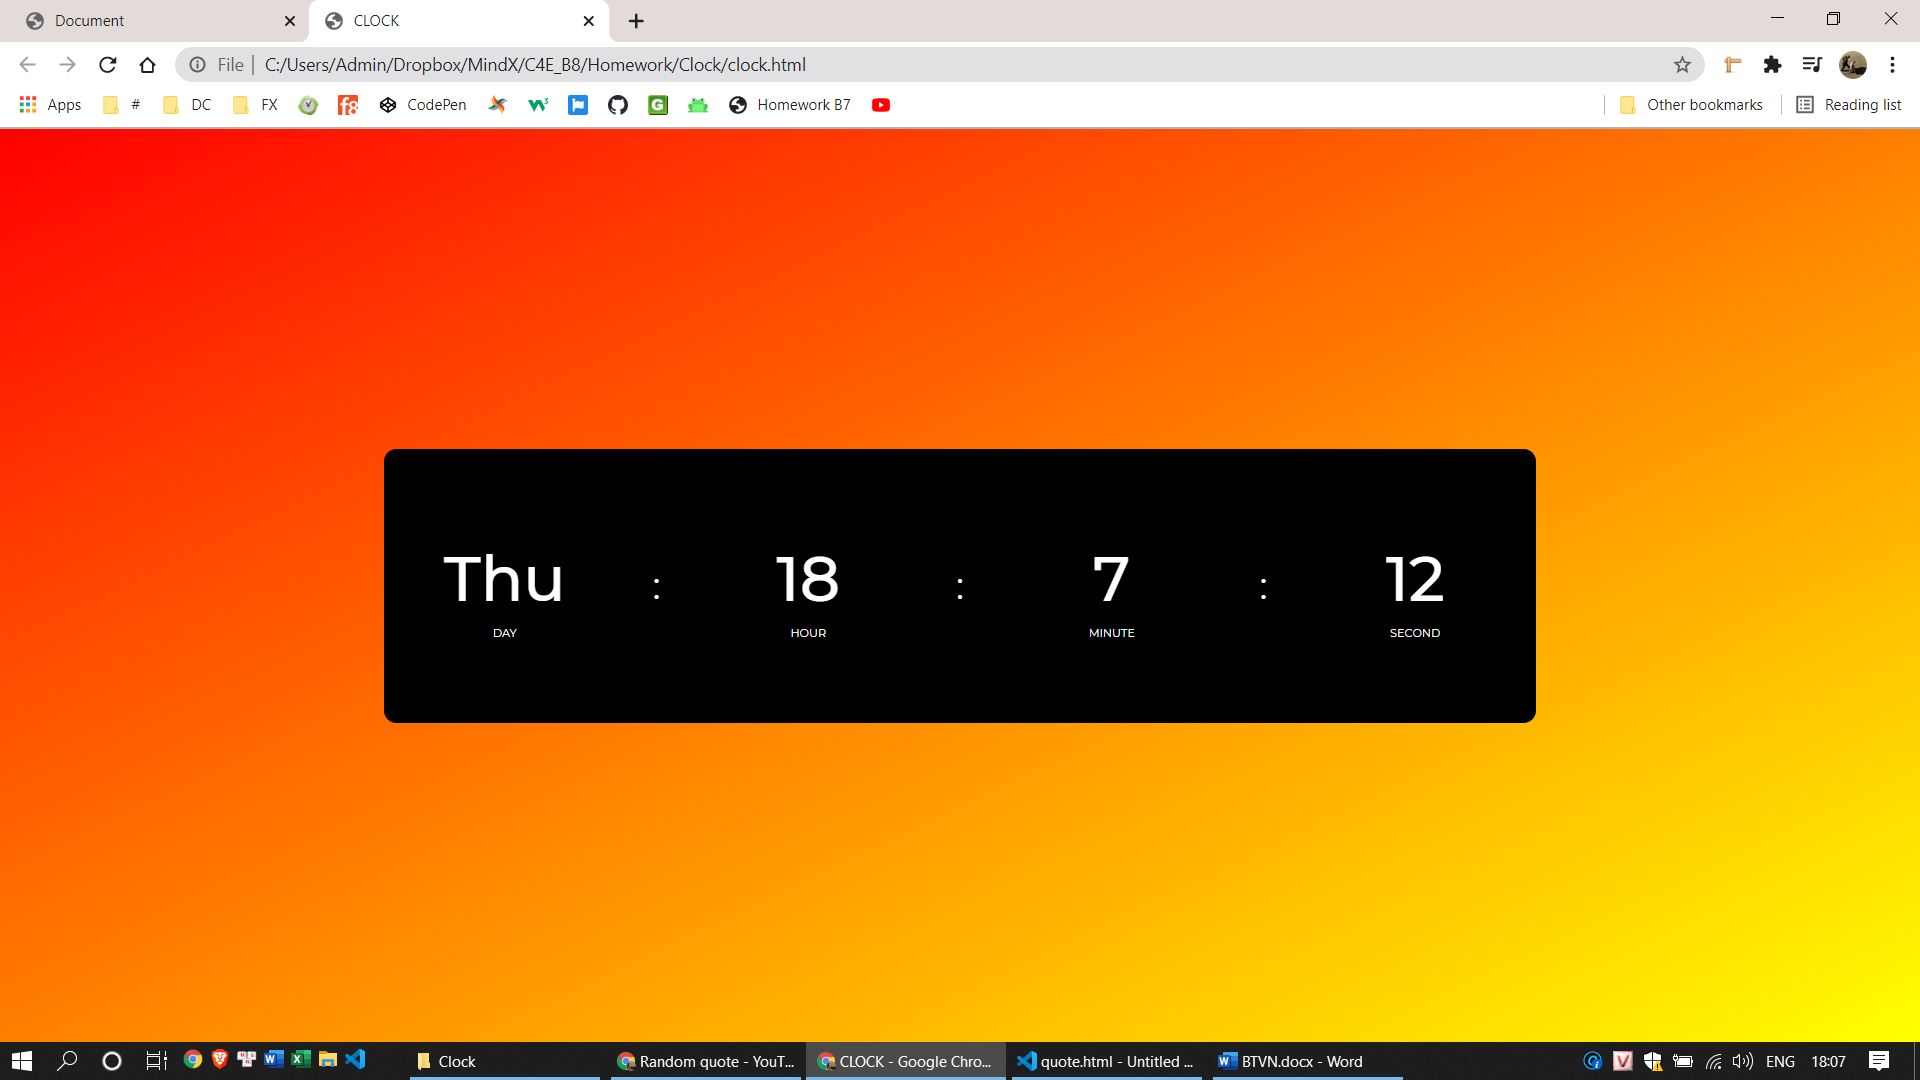 Document
CLOCK
File
C:/Users/Admin/Dropbox/MindX/C4E_B8/Homework/Clock/clock.html
Apps
#
DC
FX
f8
CodePen
w3
G
Homework B7
Other bookmarks
Reading list
Thu : 18 : 7 : 12
DAY HOUR MINUTE SECOND
Clock
Random quote - YouT...
CLOCK - Google Chro...
quote.html - Untitled ...
BTVN.docx - Word
V
ENG
18:07